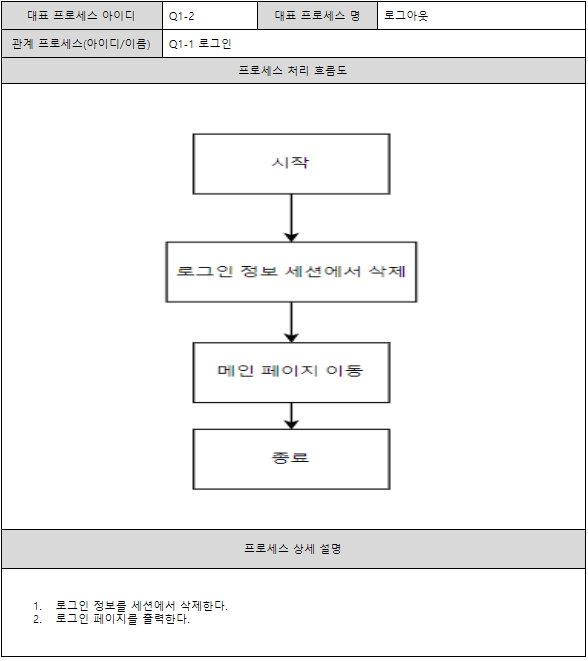 대표 프로세스 아이디 Q1-2 대표 프로세스 명 로그아웃
관계 프로세스(아이디/이름) Q1-1 로그인
프로세스 처리 흐름도
시작
로그인 정보 세션에서 삭제
메인 페이지 이동
종료
프로세스 상세 설명
1. 로그인 정보를 세션에서 삭제한다.
2. 로그인 페이지를 출력한다.